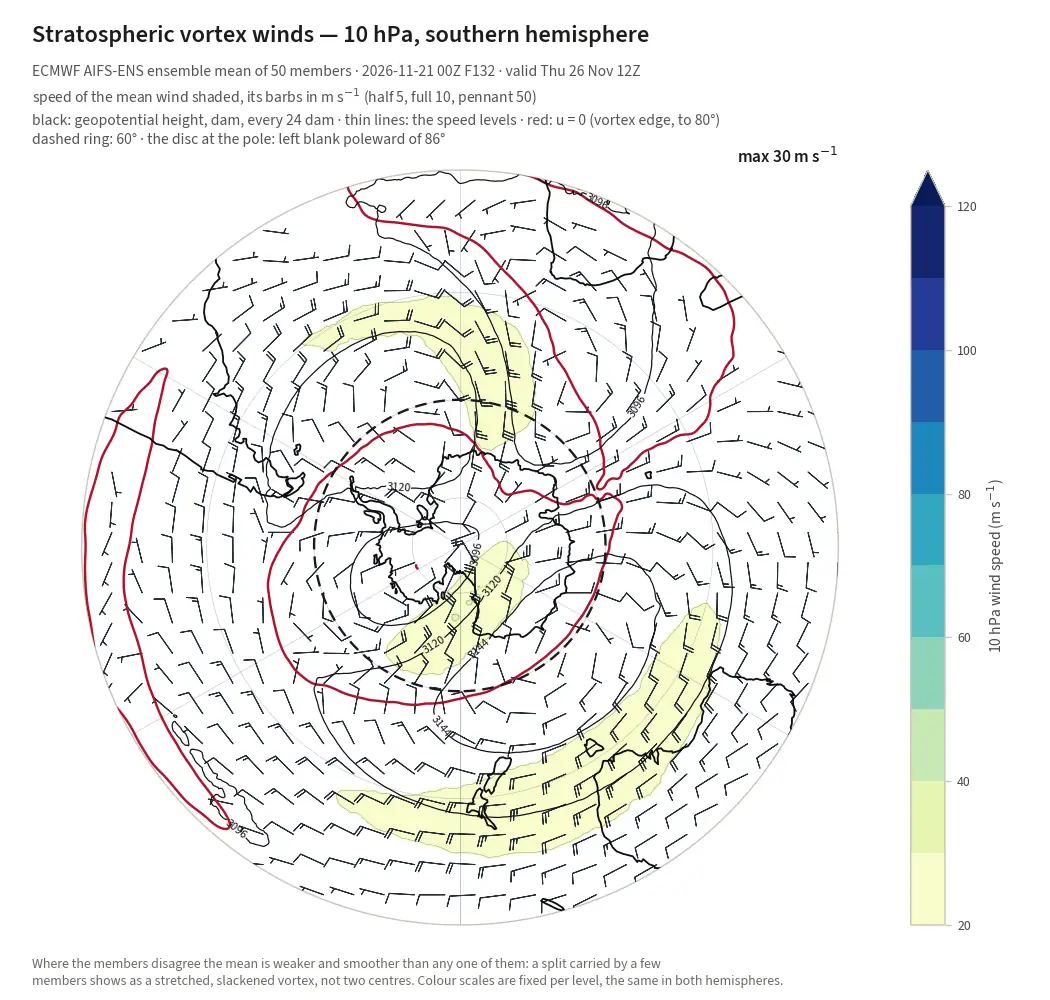 Stratospheric vortex winds — 10 hPa, southern hemisphere
ECMWF AIFS-ENS ensemble mean of 50 members · 2026-11-21 00Z F132 · valid Thu 26 Nov 12Z
speed of the mean wind shaded, its barbs in m s⁻¹ (half 5, full 10, pennant 50)
black: geopotential height, dam, every 24 dam · thin lines: the speed levels · red: u = 0 (vortex edge, to 80°)
dashed ring: 60° · the disc at the pole: left blank poleward of 86°
max 30 m s⁻¹
3096
3096
3120
3096
3120
3120
3144
3144
3096
120
100
80
60
40
20
10 hPa wind speed (m s⁻¹)
Where the members disagree the mean is weaker and smoother than any one of them: a split carried by a few
members shows as a stretched, slackened vortex, not two centres. Colour scales are fixed per level, the same in both hemispheres.